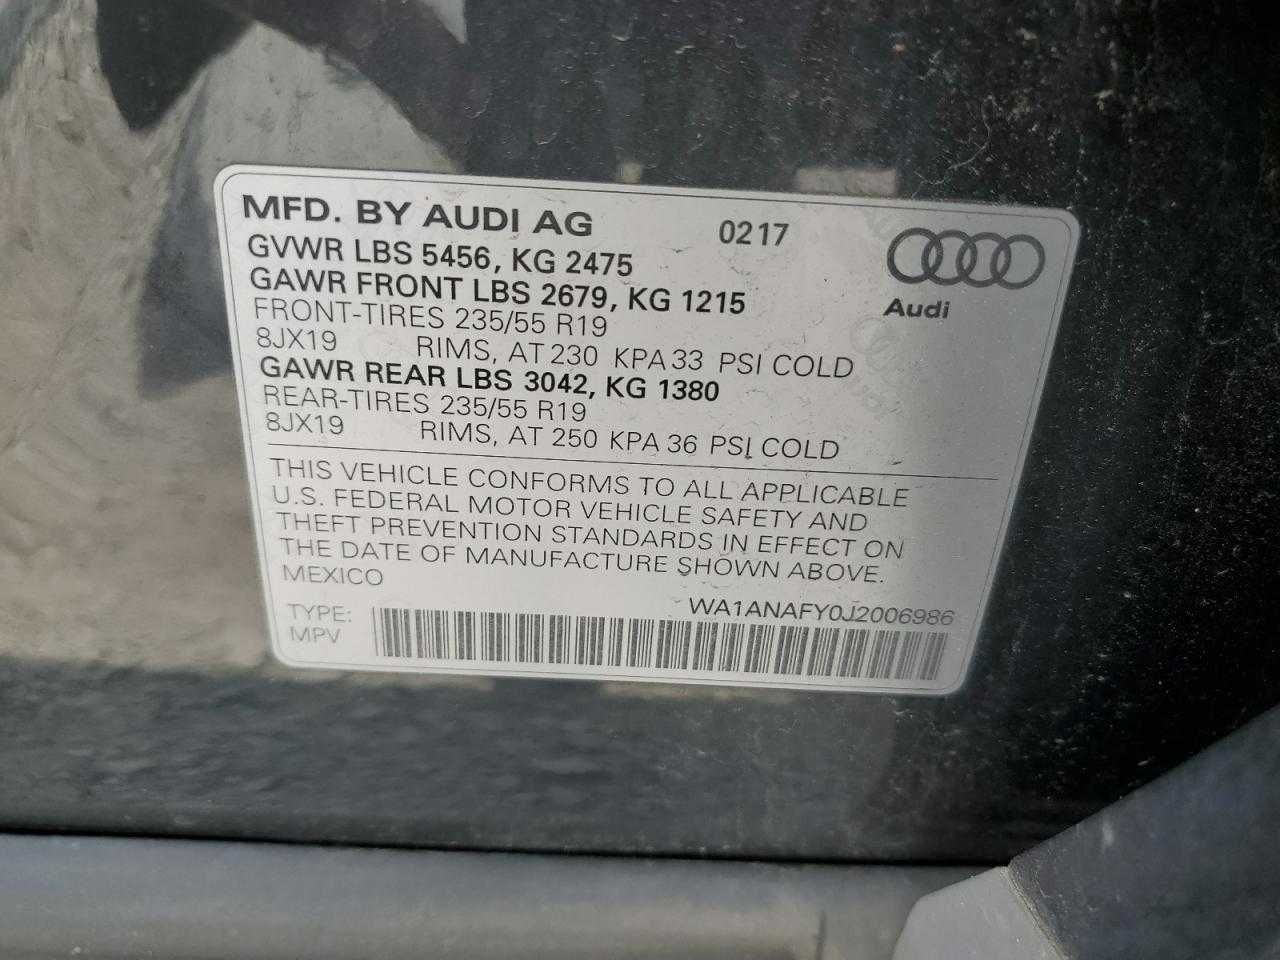 MFD. BY AUDI AG 0217
GVWR LBS 5456, KG 2475
GAWR FRONT LBS 2679, KG 1215
Audi
FRONT-TIRES 235/55 R19
8JX19 RIMS, AT 230 KPA 33 PSI COLD
GAWR REAR LBS 3042, KG 1380
REAR-TIRES 235/55 R19
8JX19 RIMS, AT 250 KPA 36 PSI COLD
THIS VEHICLE CONFORMS TO ALL APPLICABLE
U.S. FEDERAL MOTOR VEHICLE SAFETY AND
THEFT PREVENTION STANDARDS IN EFFECT ON
THE DATE OF MANUFACTURE SHOWN ABOVE.
MEXICO
WA1ANAFY0J2006986
TYPE:
MPV